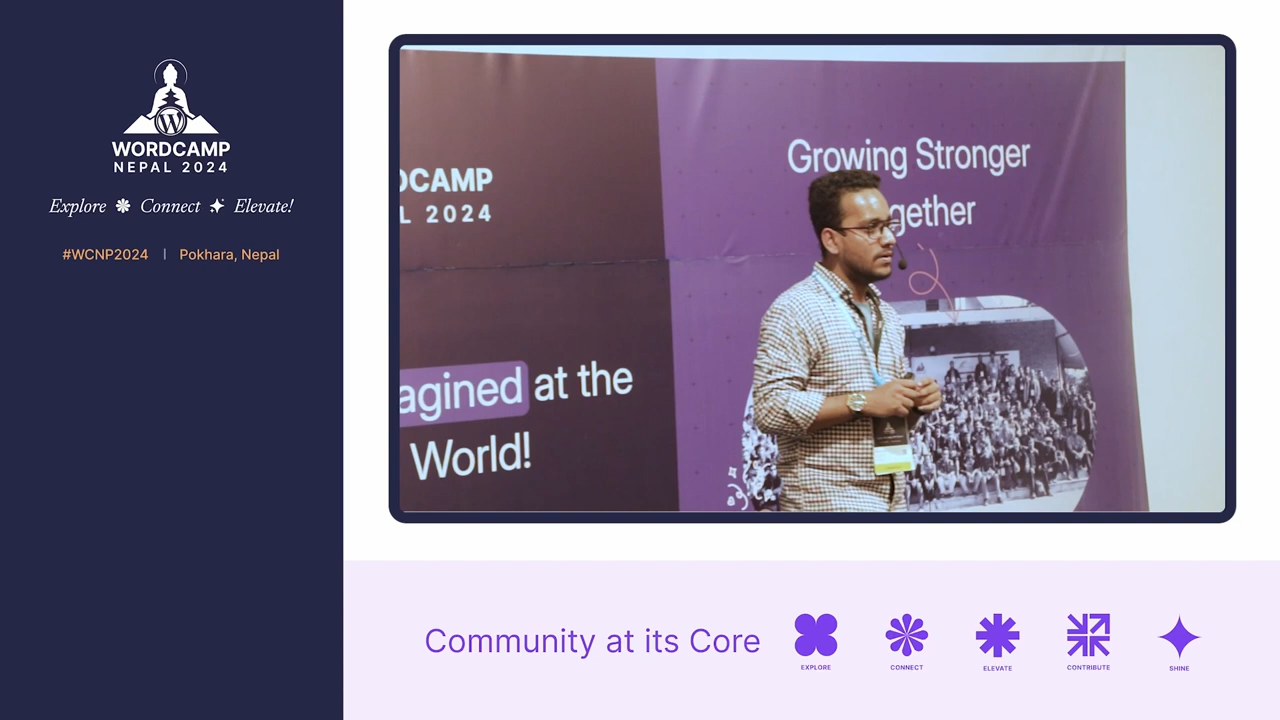 WORDCAMP
NEPAL 2024
Explore Connect Elevate!
#WCNP2024 | Pokhara, Nepal
DCAMP
L 2024
agined at the
World!
Growing Stronger
gether
Community at its Core
EXPLORE
CONNECT
ELEVATE
CONTRIBUTE
SHINE